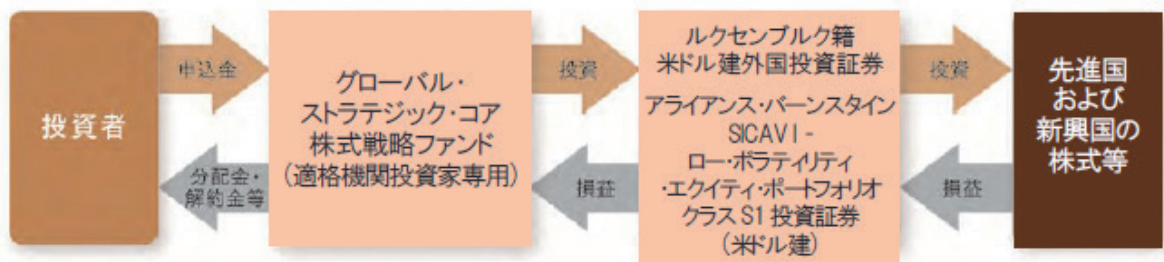 投資者
申込金
分配金・
解約金等
グローバル・
ストラテジック・コア
株式戦略ファンド
(適格機関投資家専用)
投資
損益
ルクセンブルク籍
米ドル建外国投資証券
アライアンス・バーンスタイン
SICAV I -
ロー・ボラティリティ
・エクイティ・ポートフォリオ
クラス S1 投資証券
(米ドル建)
投資
損益
先進国
および
新興国の
株式等